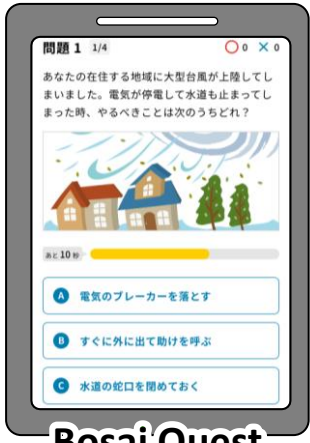 問題 1 1/4 0 × 0
あなたの在住する地域に大型台風が上陸してし
まいました。電気が停電して水道も止まってし
まった時、やるべきことは次のうちどれ？
あと 10 秒
A 電気のブレーカーを落とす
B すぐに外に出て助けを呼ぶ
C 水道の蛇口を閉めておく
Bosai Quest